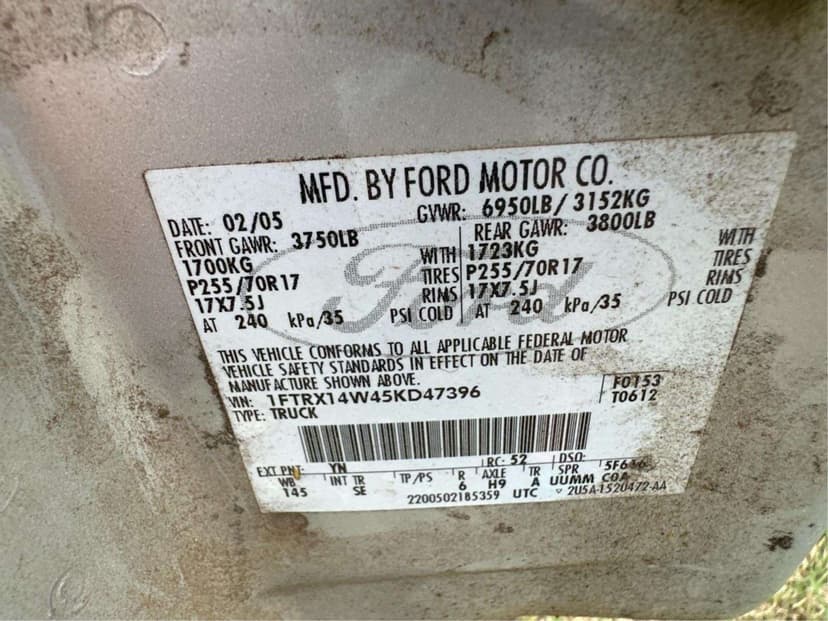 MFD. BY FORD MOTOR CO.
DATE: 02/05 GVWR: 6950LB/ 3152KG
FRONT GAWR: 3750LB REAR GAWR: 3800LB
1700KG WITH 1723KG WITH
P255/70R17 TIRES P255/70R17 TIRES
17X7.5J RIMS 17X7.5J RIMS
AT 240 kPa/35 PSI COLD AT 240 kPa/35 PSI COLD
Ford
THIS VEHICLE CONFORMS TO ALL APPLICABLE FEDERAL MOTOR
VEHICLE SAFETY STANDARDS IN EFFECT ON THE DATE OF
MANUFACTURE SHOWN ABOVE.
VIN: 1FTRX14W45KD47396 F0153
TYPE: TRUCK T0612
EXT PNT: YN RC: 52 DSO:
WB INT TR TP/PS R AXLE TR SPR
145 SE 6 H9 A UUMM COA
2200502185359 UTC 2U5A-1520472-AA